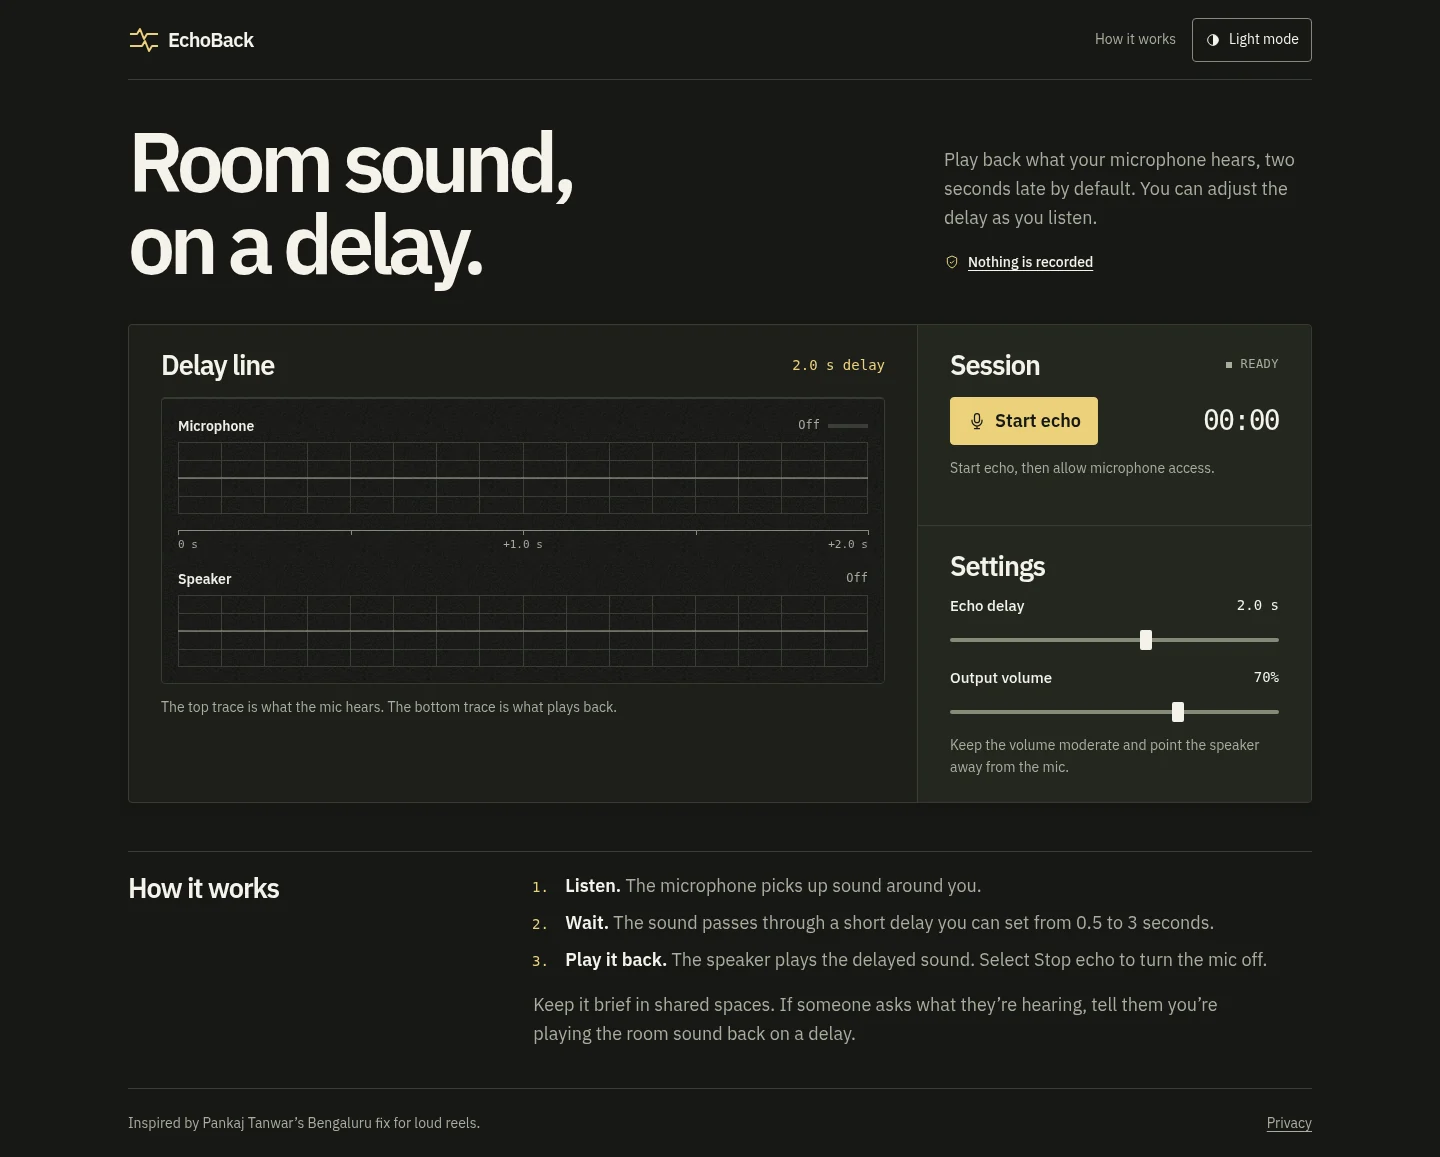 EchoBack
How it works
Light mode
Room sound,
on a delay.
Play back what your microphone hears, two
seconds late by default. You can adjust the
delay as you listen.
Nothing is recorded
Delay line
2.0 s delay
Microphone
Off
0 s
+1.0 s
+2.0 s
Speaker
Off
The top trace is what the mic hears. The bottom trace is what plays back.
Session
READY
Start echo
00:00
Start echo, then allow microphone access.
Settings
Echo delay
2.0 s
Output volume
70%
Keep the volume moderate and point the speaker
away from the mic.
How it works
1. Listen. The microphone picks up sound around you.
2. Wait. The sound passes through a short delay you can set from 0.5 to 3 seconds.
3. Play it back. The speaker plays the delayed sound. Select Stop echo to turn the mic off.
Keep it brief in shared spaces. If someone asks what they’re hearing, tell them you’re
playing the room sound back on a delay.
Inspired by Pankaj Tanwar’s Bengaluru fix for loud reels.
Privacy